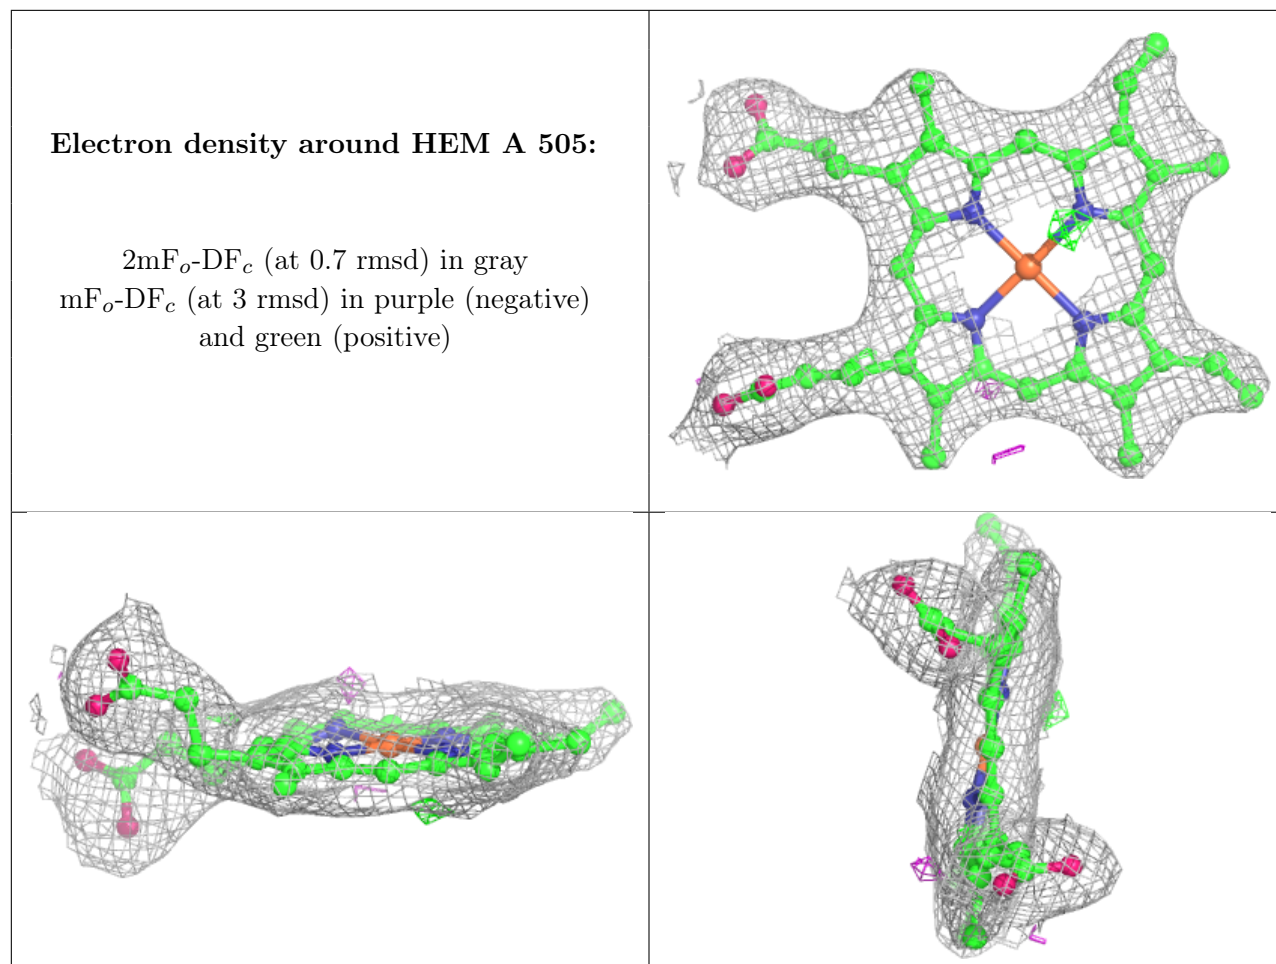 Electron density around HEM A 505:
2mFo-DFc (at 0.7 rmsd) in gray
mFo-DFc (at 3 rmsd) in purple (negative)
and green (positive)